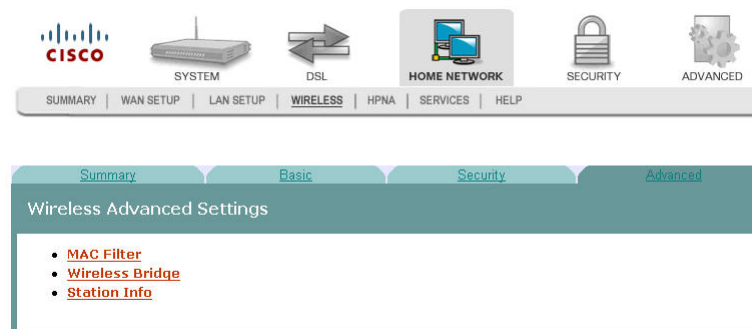 CISCO
SYSTEM DSL HOME NETWORK SECURITY ADVANCED
SUMMARY | WAN SETUP | LAN SETUP | WIRELESS | HPNA | SERVICES | HELP
Summary Basic Security Advanced
Wireless Advanced Settings
• MAC Filter
• Wireless Bridge
• Station Info